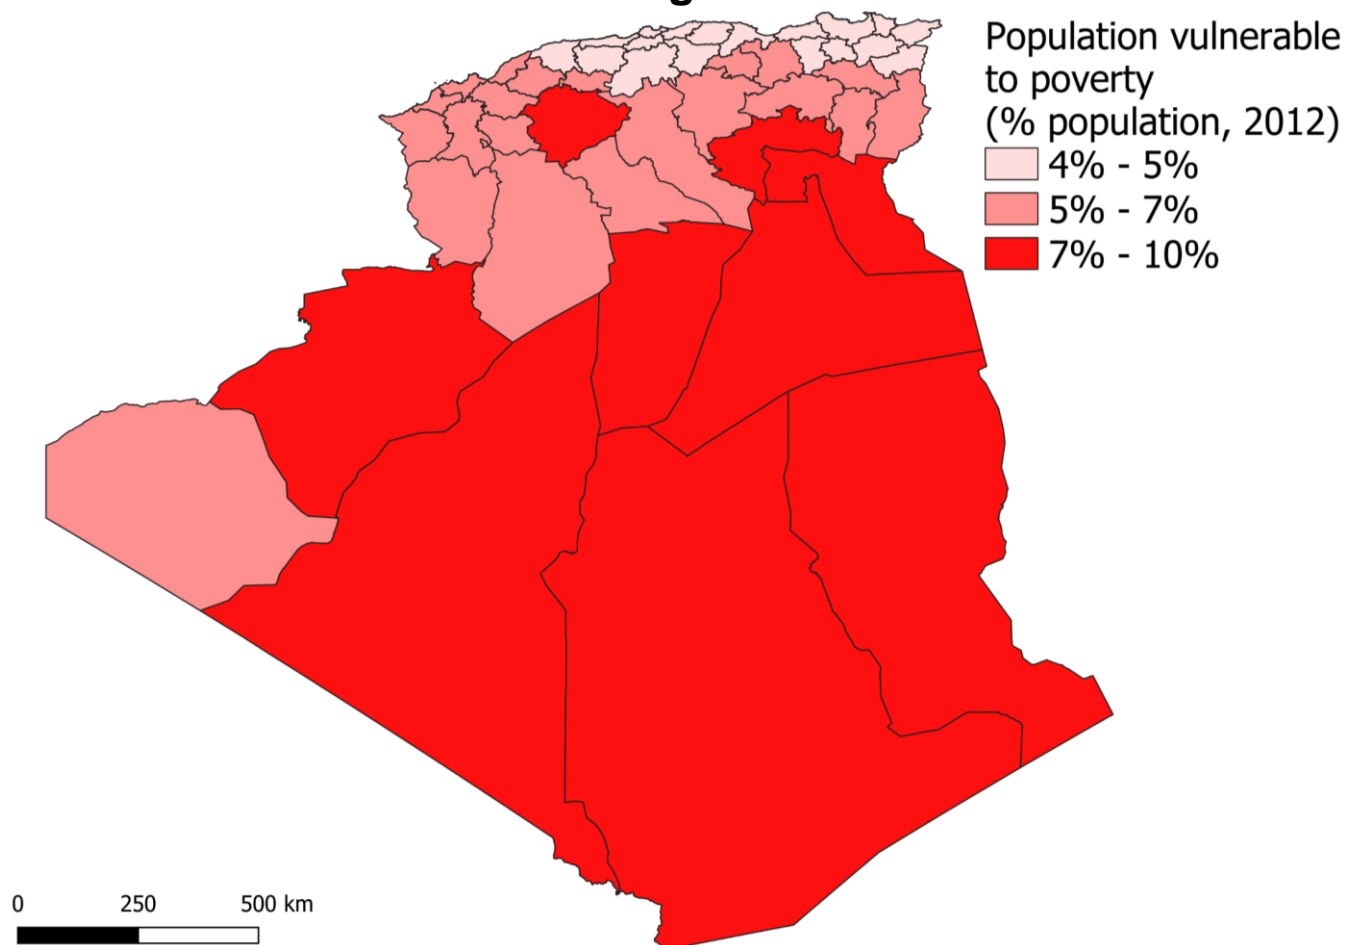 Population vulnerable
to poverty
(% population, 2012)
4% - 5%
5% - 7%
7% - 10%
0 250 500 km